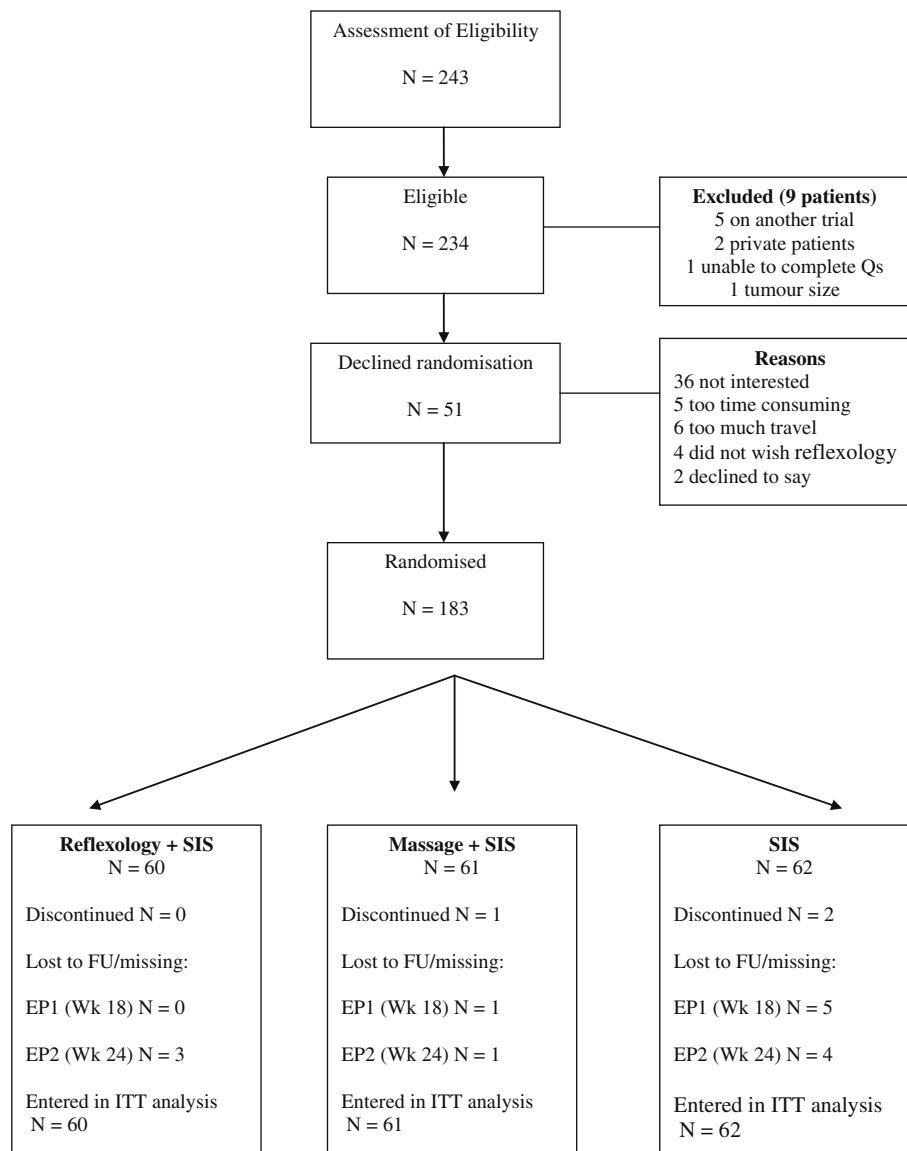 Assessment of Eligibility
N = 243
Eligible
N = 234
Excluded (9 patients)
5 on another trial
2 private patients
1 unable to complete Qs
1 tumour size
Declined randomisation
N = 51
Reasons
36 not interested
5 too time consuming
6 too much travel
4 did not wish reflexology
2 declined to say
Randomised
N = 183
Reflexology + SIS
N = 60
Discontinued N = 0
Lost to FU/missing:
EP1 (Wk 18) N = 0
EP2 (Wk 24) N = 3
Entered in ITT analysis
N = 60
Massage + SIS
N = 61
Discontinued N = 1
Lost to FU/missing:
EP1 (Wk 18) N = 1
EP2 (Wk 24) N = 1
Entered in ITT analysis
N = 61
SIS
N = 62
Discontinued N = 2
Lost to FU/missing:
EP1 (Wk 18) N = 5
EP2 (Wk 24) N = 4
Entered in ITT analysis
N = 62